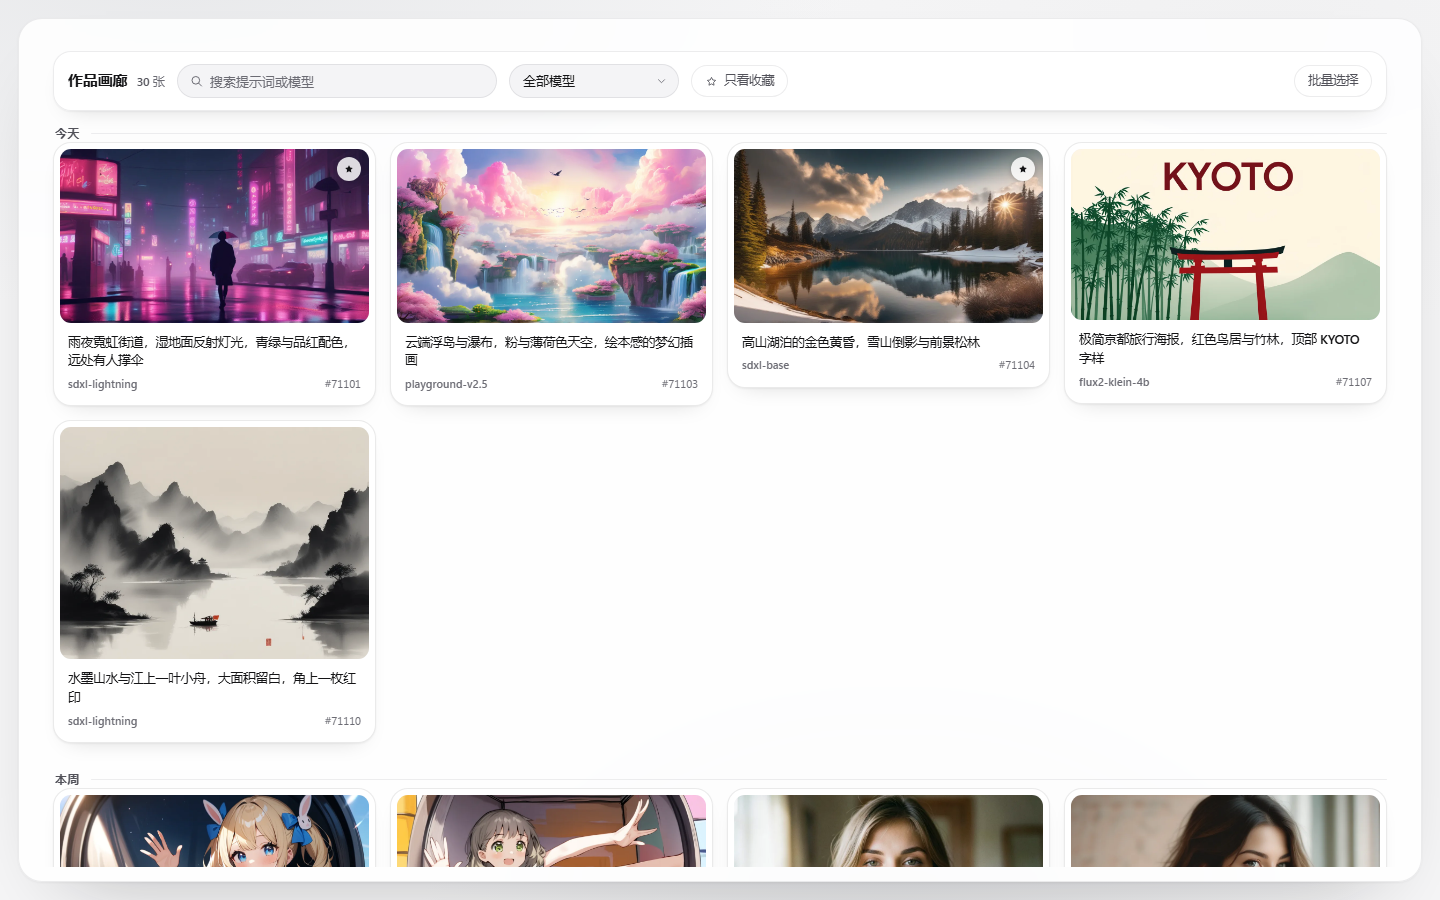 作品画廊 30 张 搜索提示词或模型 全部模型 只看收藏 批量选择
今天
KYOTO
雨夜霓虹街道，湿地面反射灯光，青绿与品红配色，
远处有人撑伞
sdxl-lightning #71101
云端浮岛与瀑布，粉与薄荷色天空，绘本感的梦幻插
画
playground-v2.5 #71103
高山湖泊的金色黄昏，雪山倒影与前景松林
sdxl-base #71104
极简京都旅行海报，红色鸟居与竹林，顶部 KYOTO
字样
flux2-klein-4b #71107
水墨山水与江上一叶小舟，大面积留白，角上一枚红
印
sdxl-lightning #71110
本周